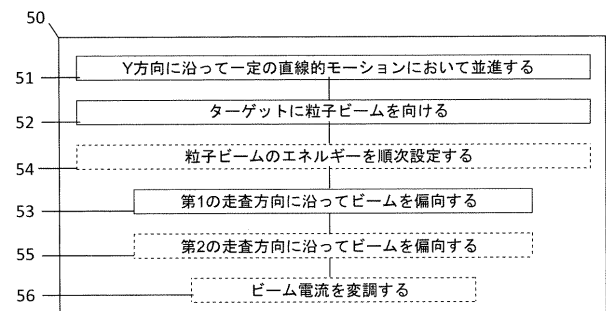 50
51 Y方向に沿って一定の直線的モーションにおいて並進する
52 ターゲットに粒子ビームを向ける
54 粒子ビームのエネルギーを順次設定する
53 第1の走査方向に沿ってビームを偏向する
55 第2の走査方向に沿ってビームを偏向する
56 ビーム電流を変調する